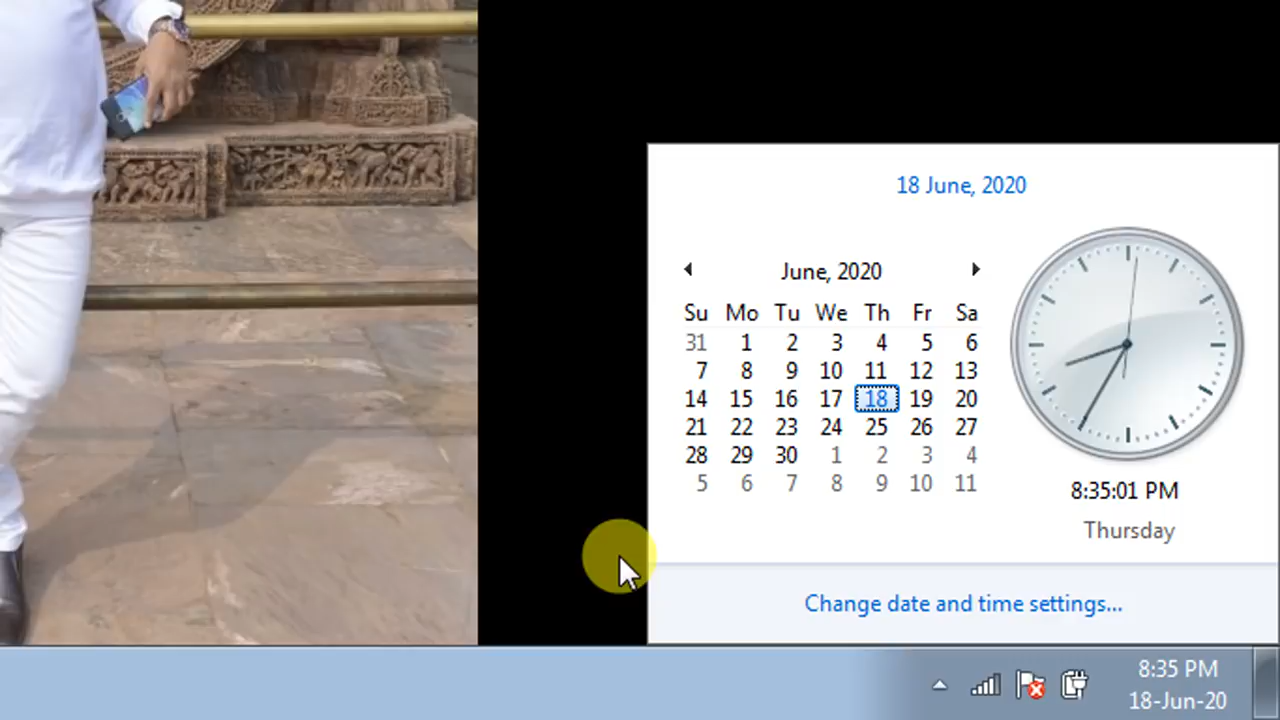 18 June, 2020
June, 2020
Su Mo Tu We Th Fr Sa
31 1 2 3 4 5 6
7 8 9 10 11 12 13
14 15 16 17 18 19 20
21 22 23 24 25 26 27
28 29 30 1 2 3 4
5 6 7 8 9 10 11
8:35:01 PM
Thursday
Change date and time settings...
8:35 PM
18-Jun-20